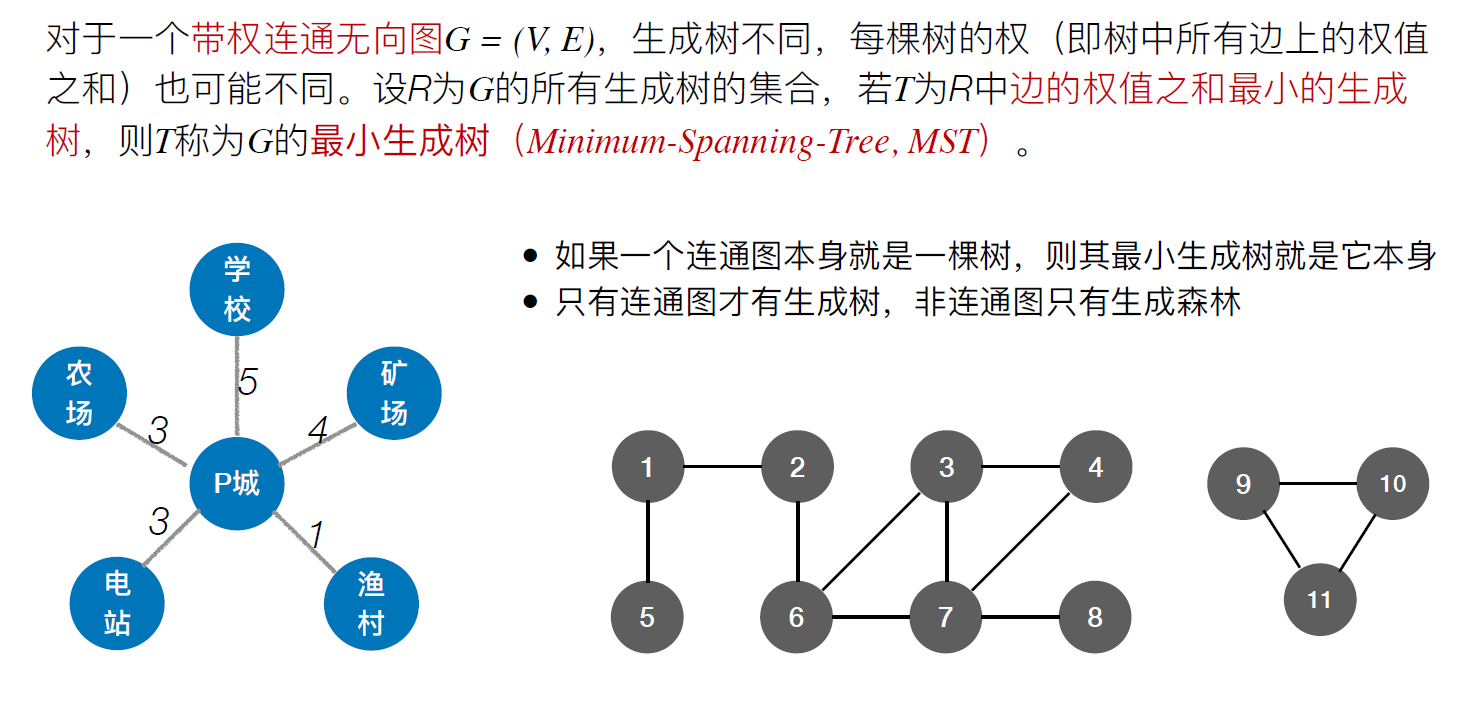 对于一个带权连通无向图G = (V, E)，生成树不同，每棵树的权（即树中所有边上的权值
之和）也可能不同。设R为G的所有生成树的集合，若T为R中边的权值之和最小的生成
树，则T称为G的最小生成树（Minimum-Spanning-Tree, MST）。
• 如果一个连通图本身就是一棵树，则其最小生成树就是它本身
• 只有连通图才有生成树，非连通图只有生成森林
学
校
农
场
矿
场
5
3
4
P城
3
1
电
站
渔
村
1
2
3
4
5
6
7
8
9
10
11